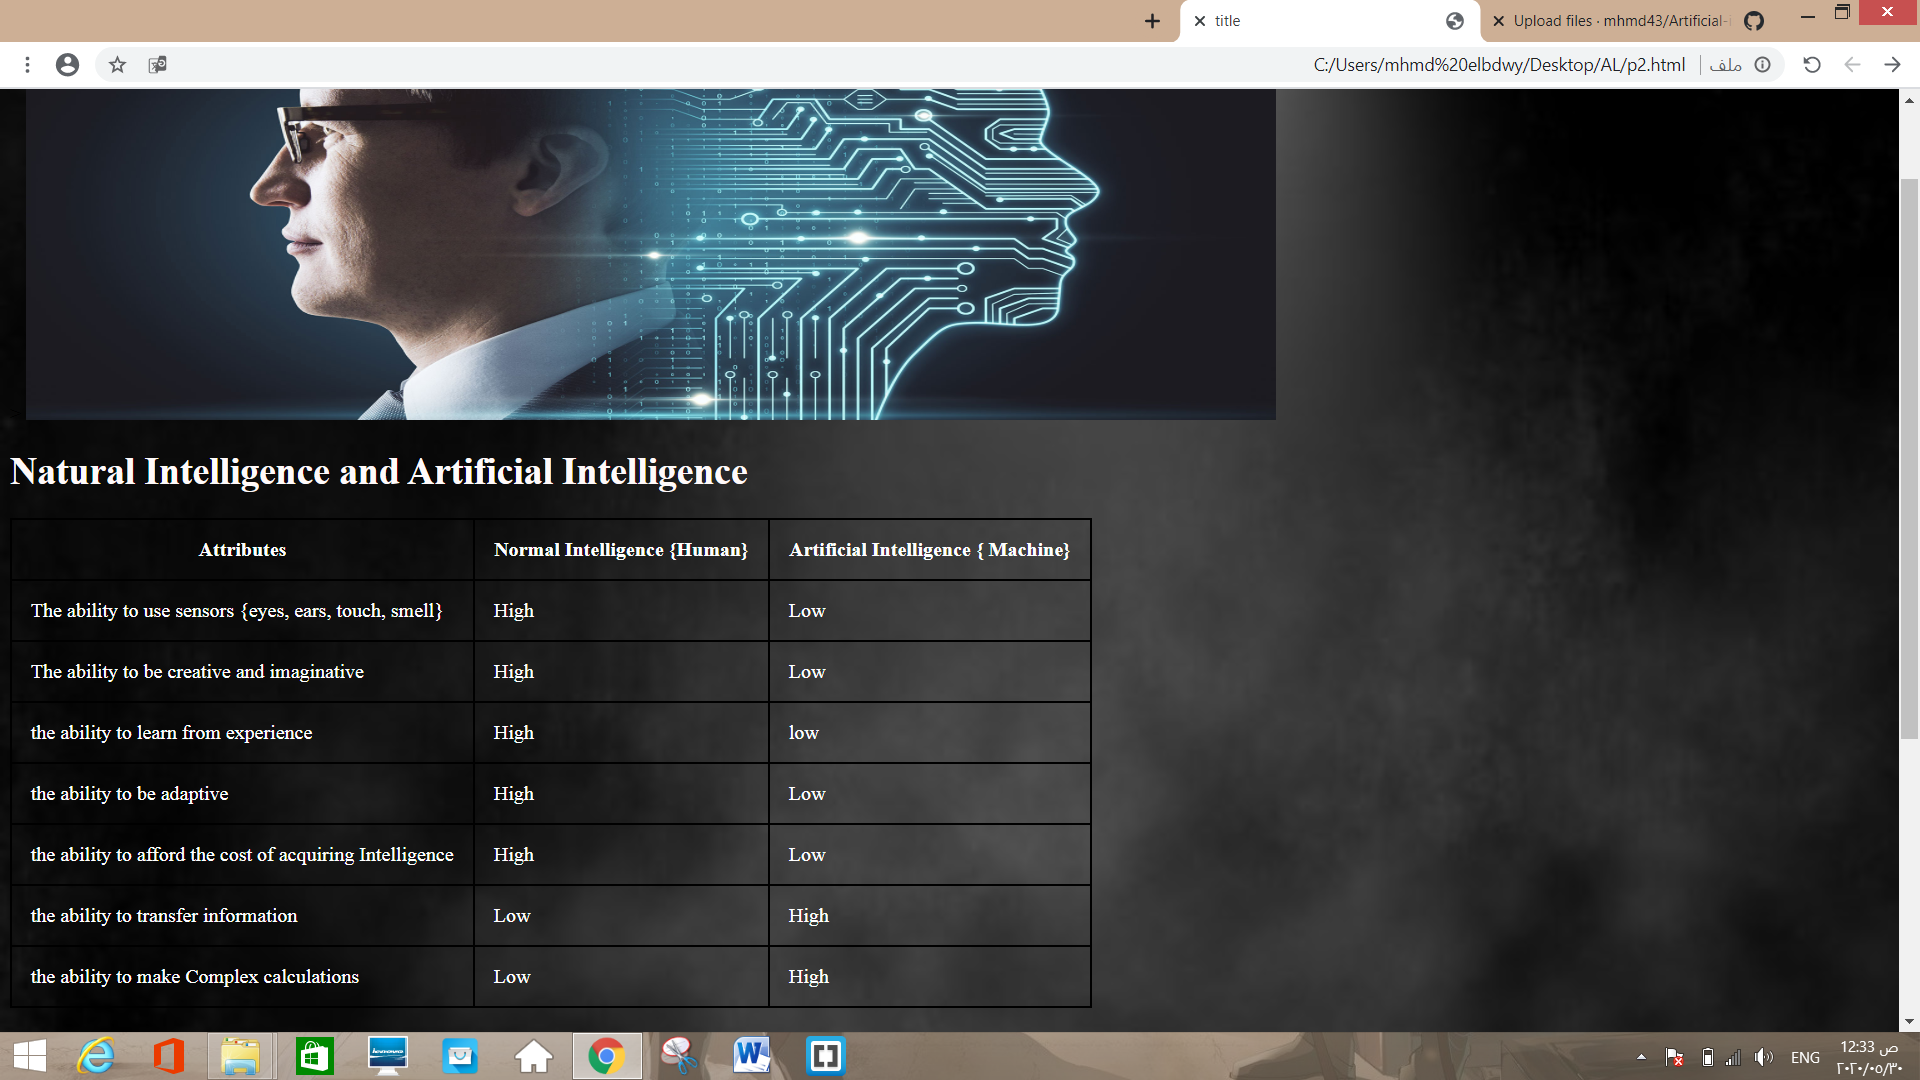 title
Upload files · mhmd43/Artificial-i
C:/Users/mhmd%20elbdwy/Desktop/AL/p2.html
ملف
Natural Intelligence and Artificial Intelligence
Attributes Normal Intelligence {Human} Artificial Intelligence { Machine}
The ability to use sensors {eyes, ears, touch, smell} High Low
The ability to be creative and imaginative High Low
the ability to learn from experience High low
the ability to be adaptive High Low
the ability to afford the cost of acquiring Intelligence High Low
the ability to transfer information Low High
the ability to make Complex calculations Low High
ENG
12:33 ص
٢٠٢٠/٠٥/٣٠